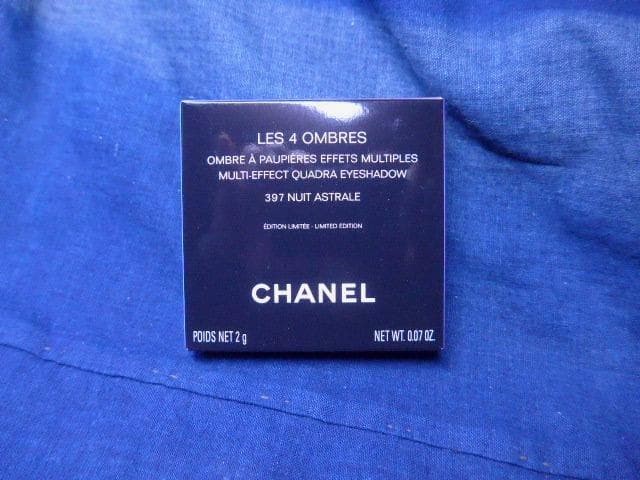 LES 4 OMBRES
OMBRE À PAUPIÈRES EFFETS MULTIPLES
MULTI-EFFECT QUADRA EYESHADOW
397 NUIT ASTRALE
ÉDITION LIMITÉE - LIMITED EDITION
CHANEL
POIDS NET 2 g NET WT. 0.07 OZ.